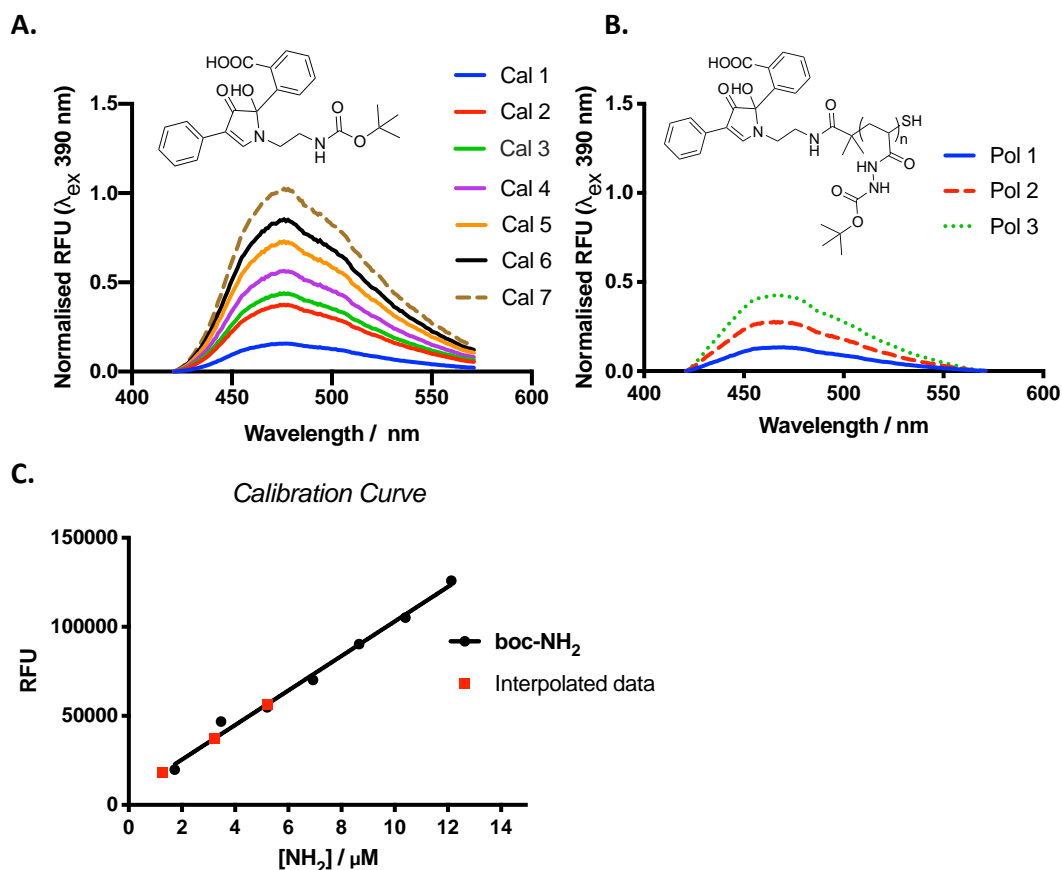 A.
HOOC
O
HO
N
N
H
O
O
Cal 1
Cal 2
Cal 3
Cal 4
Cal 5
Cal 6
Cal 7
Normalised RFU (λex 390 nm)
1.5
1.0
0.5
0.0
400 450 500 550 600
Wavelength / nm
B.
HOOC
O
HO
N
N
H
O
SH
n
O
HN
NH
O
O
Pol 1
Pol 2
Pol 3
Normalised RFU (λex 390 nm)
1.5
1.0
0.5
0.0
400 450 500 550 600
Wavelength / nm
C.
Calibration Curve
RFU
150000
100000
50000
0
0 2 4 6 8 10 12 14
[NH2] / µM
boc-NH2
Interpolated data